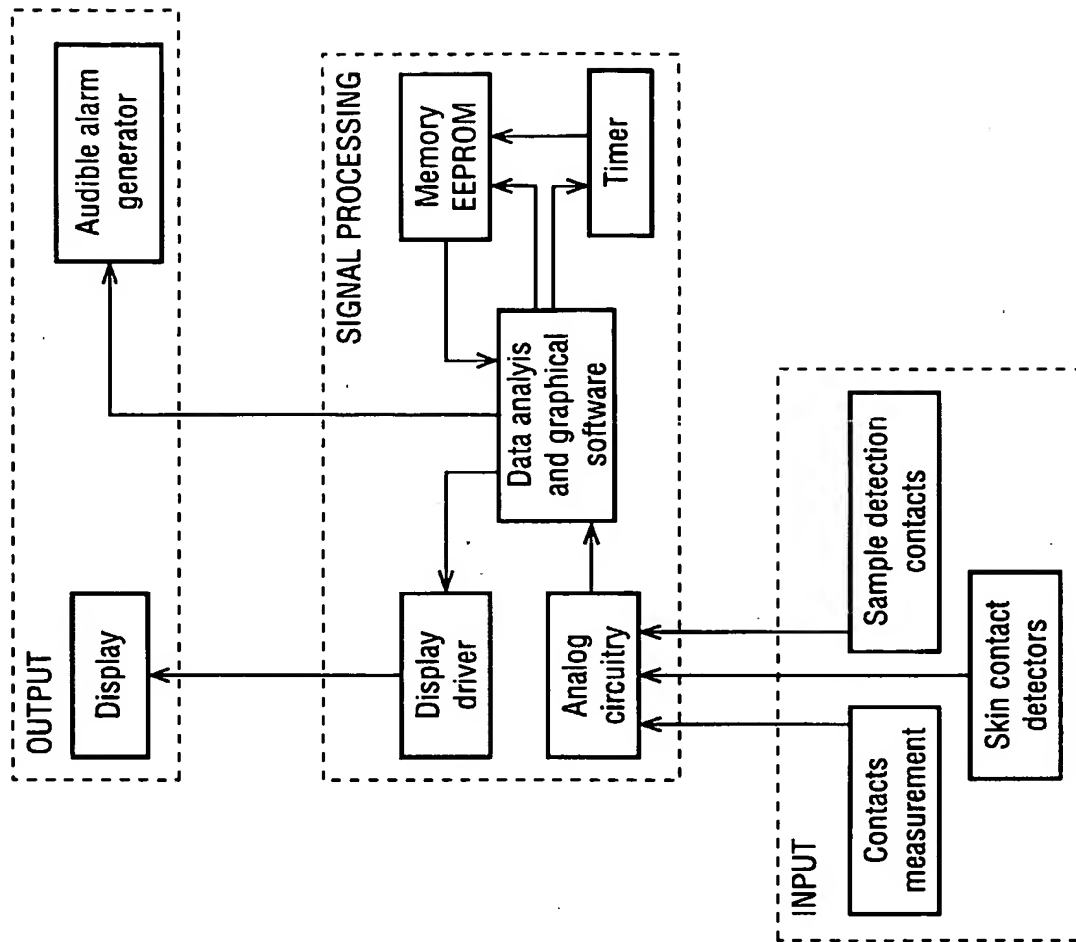 OUTPUT
Display
Audible alarm
generator
SIGNAL PROCESSING
Display
driver
Memory
EEPROM
Analog
circuitry
Data analyis
and graphical
software
Timer
INPUT
Contacts
measurement
Sample detection
contacts
Skin contact
detectors